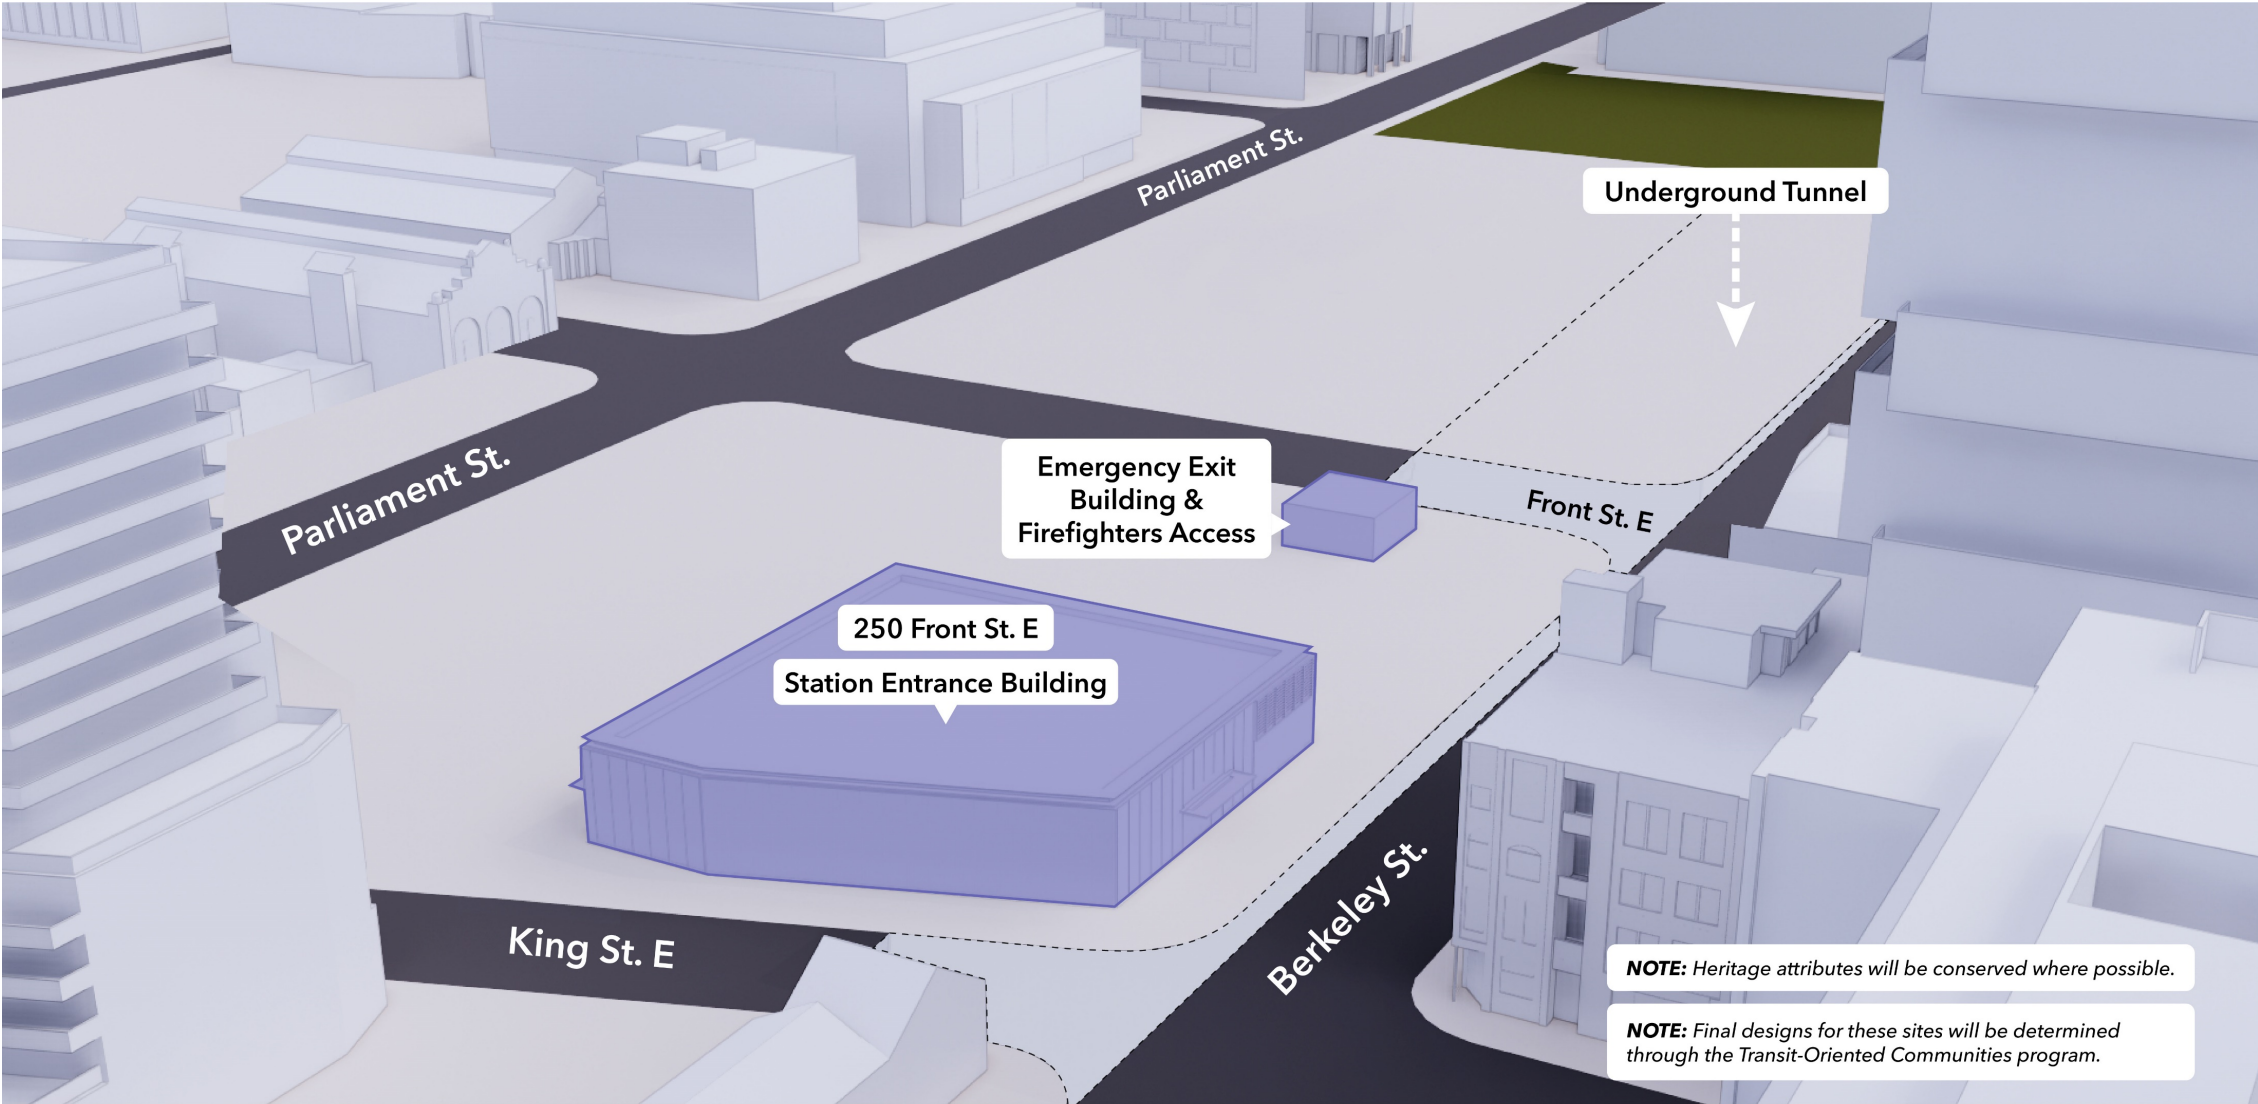 Parliament St.
Underground Tunnel
Parliament St.
Emergency Exit
Building &
Firefighters Access
Front St. E
250 Front St. E
Station Entrance Building
King St. E
Berkeley St.
NOTE: Heritage attributes will be conserved where possible.
NOTE: Final designs for these sites will be determined
through the Transit-Oriented Communities program.